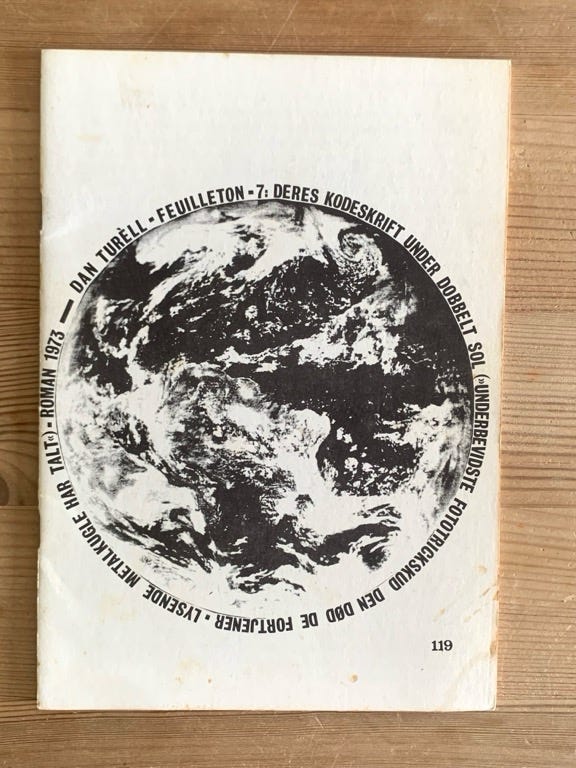 DAN TURÈLL - FEUILLETON - 7: DERES KODESKRIFT UNDER DOBBELT SOL (»UNDERBEVIDSTE FOTOTRICKSKUD DEN DØD DE FORTJENER - LYSENDE METALKUGLE HAR TALT«) - ROMAN 1973 —
119